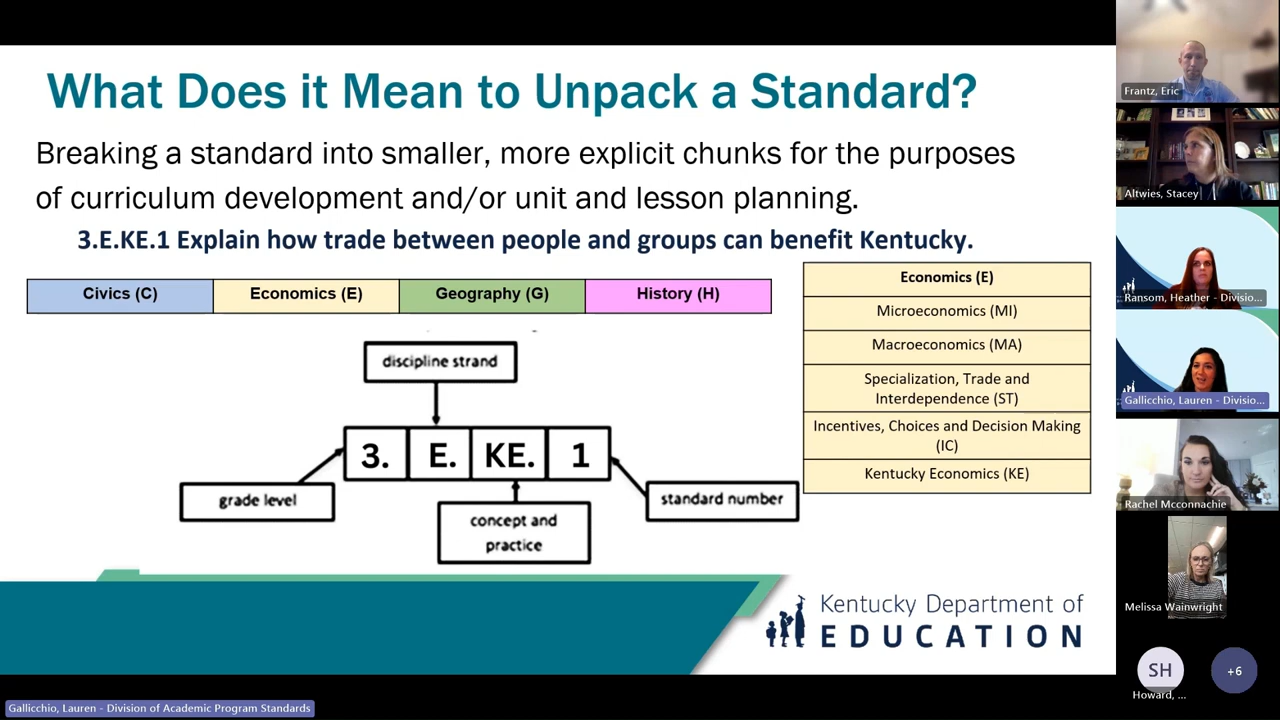 What Does it Mean to Unpack a Standard?
Breaking a standard into smaller, more explicit chunks for the purposes
of curriculum development and/or unit and lesson planning.
3.E.KE.1 Explain how trade between people and groups can benefit Kentucky.
Civics (C)
Economics (E)
Geography (G)
History (H)
discipline strand
3.
E.
KE.
1
grade level
concept and
practice
standard number
Economics (E)
Microeconomics (MI)
Macroeconomics (MA)
Specialization, Trade and
Interdependence (ST)
Incentives, Choices and Decision Making
(IC)
Kentucky Economics (KE)
Kentucky Department of
EDUCATION
Frantz, Eric
Altwies, Stacey
Ransom, Heather - Divisio...
Gallicchio, Lauren - Divisio...
Rachel Mcconnachie
Melissa Wainwright
SH
Howard, ...
+6
Gallicchio, Lauren - Division of Academic Program Standards